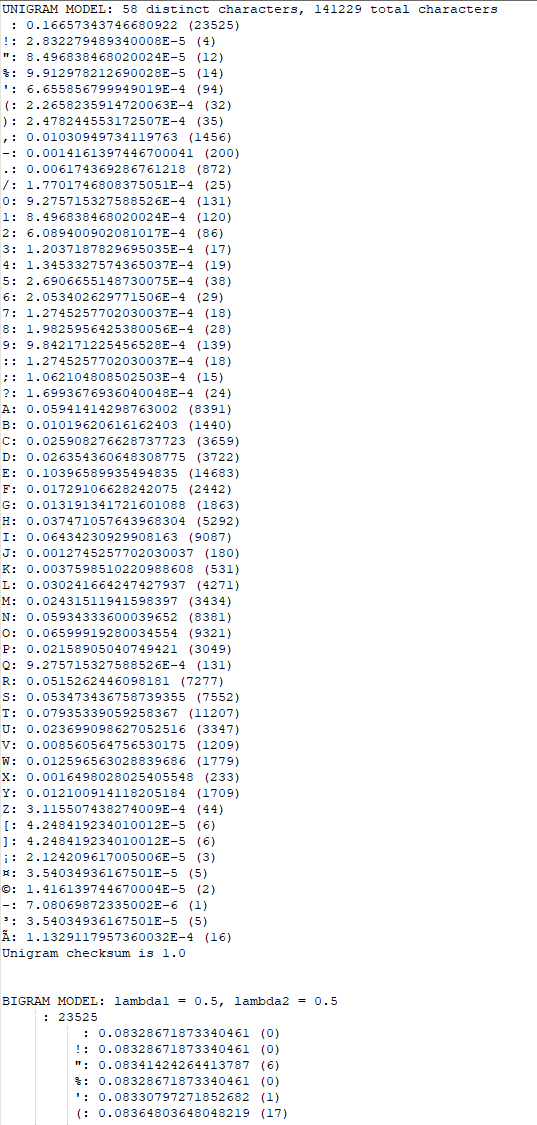 UNIGRAM MODEL: 58 distinct characters, 141229 total characters
 : 0.16657343746680922 (23525)
!: 2.832279489340008E-5 (4)
": 8.496838468020024E-5 (12)
%: 9.912978212690028E-5 (14)
': 6.655856799949019E-4 (94)
(: 2.2658235914720063E-4 (32)
): 2.478244553172507E-4 (35)
,: 0.01030949734119763 (1456)
-: 0.0014161397446700041 (200)
.: 0.006174369286761218 (872)
/: 1.7701746808375051E-4 (25)
0: 9.275715327588526E-4 (131)
1: 8.496838468020024E-4 (120)
2: 6.089400902081017E-4 (86)
3: 1.2037187829695035E-4 (17)
4: 1.3453327574365037E-4 (19)
5: 2.6906655148730075E-4 (38)
6: 2.053402629771506E-4 (29)
7: 1.2745257702030037E-4 (18)
8: 1.9825956425380056E-4 (28)
9: 9.842171225456528E-4 (139)
:: 1.2745257702030037E-4 (18)
;: 1.062104808502503E-4 (15)
?: 1.6993676936040048E-4 (24)
A: 0.05941414298763002 (8391)
B: 0.01019620616162403 (1440)
C: 0.025908276628737723 (3659)
D: 0.026354360648308775 (3722)
E: 0.10396589935494835 (14683)
F: 0.01729106628242075 (2442)
G: 0.013191341721601088 (1863)
H: 0.037471057643968304 (5292)
I: 0.06434230929908163 (9087)
J: 0.0012745257702030037 (180)
K: 0.0037598510220988608 (531)
L: 0.030241664247427937 (4271)
M: 0.02431511941598397 (3434)
N: 0.05934333600039652 (8381)
O: 0.06599919280034554 (9321)
P: 0.02158905040749421 (3049)
Q: 9.275715327588526E-4 (131)
R: 0.0515262446098181 (7277)
S: 0.053473436758739355 (7552)
T: 0.07935339059258367 (11207)
U: 0.023699098627052516 (3347)
V: 0.008560564756530175 (1209)
W: 0.012596563028839686 (1779)
X: 0.0016498028025405548 (233)
Y: 0.012100914118205184 (1709)
Z: 3.115507438274009E-4 (44)
[: 4.248419234010012E-5 (6)
]: 4.248419234010012E-5 (6)
¡: 2.124209617005006E-5 (3)
¤: 3.54034936167501E-5 (5)
©: 1.416139744670004E-5 (2)
-: 7.08069872335002E-6 (1)
³: 3.54034936167501E-5 (5)
Ã: 1.1329117957360032E-4 (16)
Unigram checksum is 1.0
BIGRAM MODEL: lambda1 = 0.5, lambda2 = 0.5
 : 23525
 : 0.08328671873340461 (0)
!: 0.08328671873340461 (0)
": 0.08341424264413787 (6)
%: 0.08328671873340461 (0)
': 0.08330797271852682 (1)
(: 0.08364803648048219 (17)